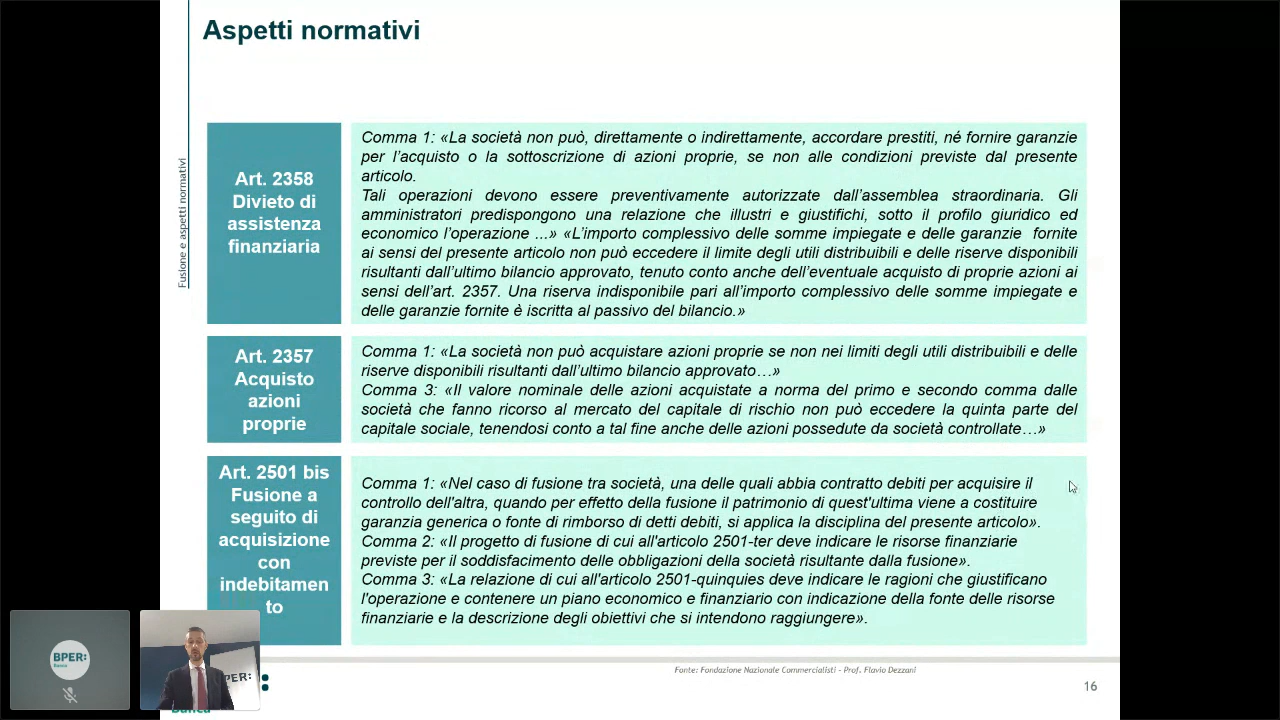 Aspetti normativi
Fusione e aspetti normativi
Art. 2358
Divieto di
assistenza
finanziaria
Comma 1: «La società non può, direttamente o indirettamente, accordare prestiti, né fornire garanzie
per l'acquisto o la sottoscrizione di azioni proprie, se non alle condizioni previste dal presente
articolo.
Tali operazioni devono essere preventivamente autorizzate dall'assemblea straordinaria. Gli
amministratori predispongono una relazione che illustri e giustifichi, sotto il profilo giuridico ed
economico l'operazione ...» «L'importo complessivo delle somme impiegate e delle garanzie fornite
ai sensi del presente articolo non può eccedere il limite degli utili distribuibili e delle riserve disponibili
risultanti dall'ultimo bilancio approvato, tenuto conto anche dell'eventuale acquisto di proprie azioni ai
sensi dell'art. 2357. Una riserva indisponibile pari all'importo complessivo delle somme impiegate e
delle garanzie fornite è iscritta al passivo del bilancio.»
Art. 2357
Acquisto
azioni
proprie
Comma 1: «La società non può acquistare azioni proprie se non nei limiti degli utili distribuibili e delle
riserve disponibili risultanti dall'ultimo bilancio approvato…»
Comma 3: «Il valore nominale delle azioni acquistate a norma del primo e secondo comma dalle
società che fanno ricorso al mercato del capitale di rischio non può eccedere la quinta parte del
capitale sociale, tenendosi conto a tal fine anche delle azioni possedute da società controllate…»
Art. 2501 bis
Fusione a
seguito di
acquisizione
con
indebitamen
to
Comma 1: «Nel caso di fusione tra società, una delle quali abbia contratto debiti per acquisire il
controllo dell'altra, quando per effetto della fusione il patrimonio di quest'ultima viene a costituire
garanzia generica o fonte di rimborso di detti debiti, si applica la disciplina del presente articolo».
Comma 2: «Il progetto di fusione di cui all'articolo 2501-ter deve indicare le risorse finanziarie
previste per il soddisfacimento delle obbligazioni della società risultante dalla fusione».
Comma 3: «La relazione di cui all'articolo 2501-quinquies deve indicare le ragioni che giustificano
l'operazione e contenere un piano economico e finanziario con indicazione della fonte delle risorse
finanziarie e la descrizione degli obiettivi che si intendono raggiungere».
BPER:
Banca
PER:
Banca
Fonte: Fondazione Nazionale Commercialisti - Prof. Flavio Dezzani
16